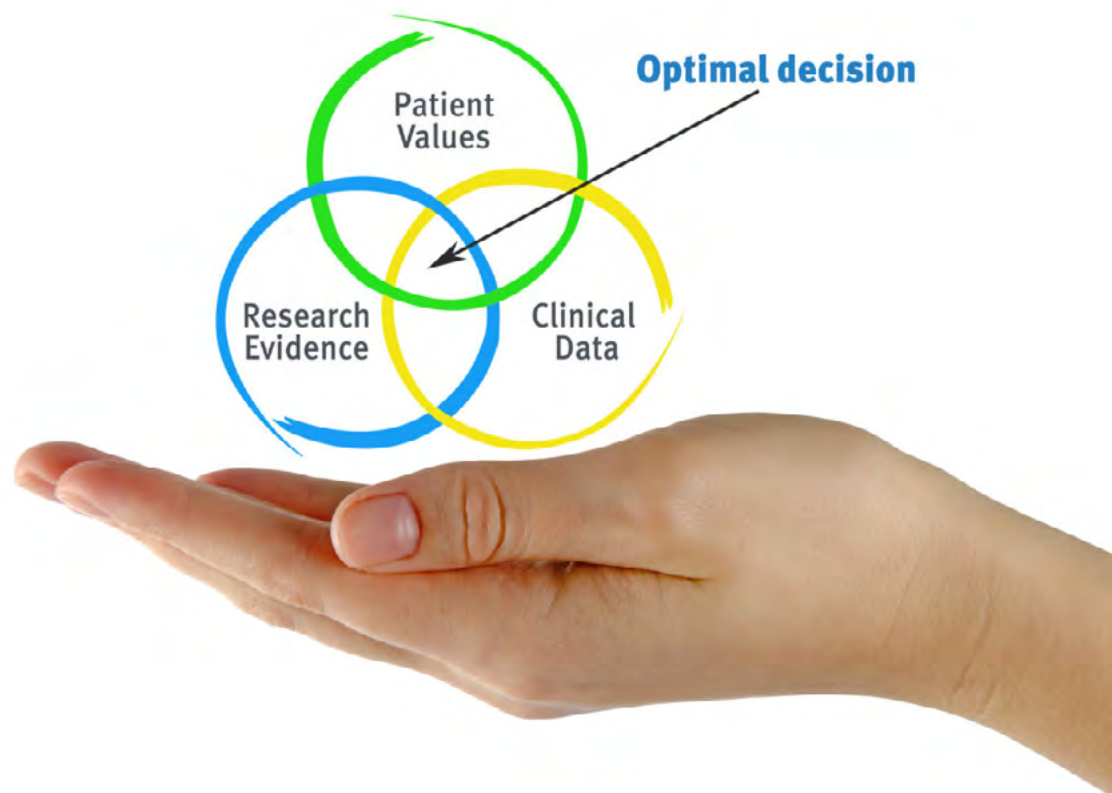 Optimal decision
Patient
Values
Research
Evidence
Clinical
Data